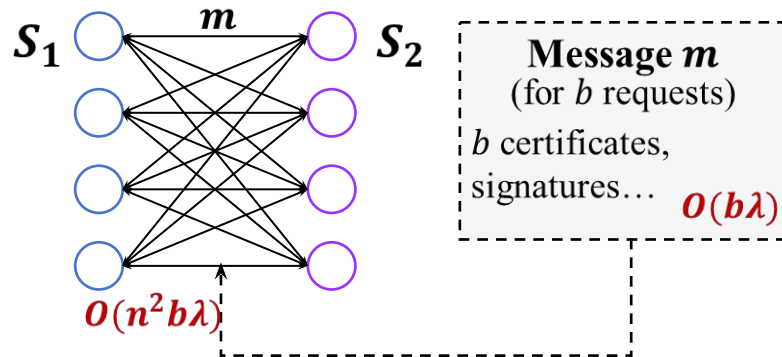 m
S₁
S₂
Message m
(for b requests)
b certificates,
signatures…
O(bλ)
O(n²bλ)